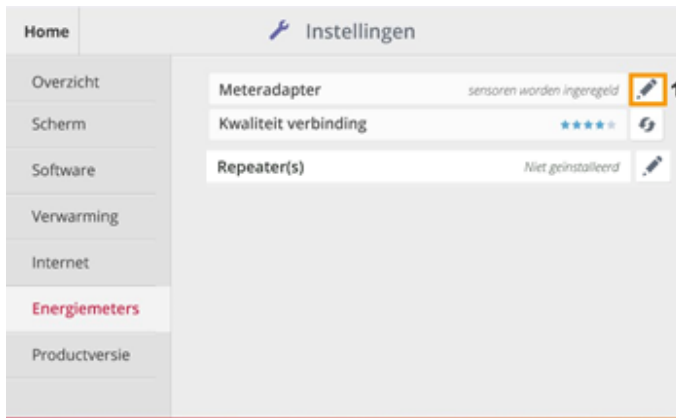 Home
Instellingen
Overzicht
Scherm
Software
Verwarming
Internet
Energiemeters
Productversie
Meteradapter sensoren worden ingeregeld 1
Kwaliteit verbinding
Repeater(s) Niet geïnstalleerd